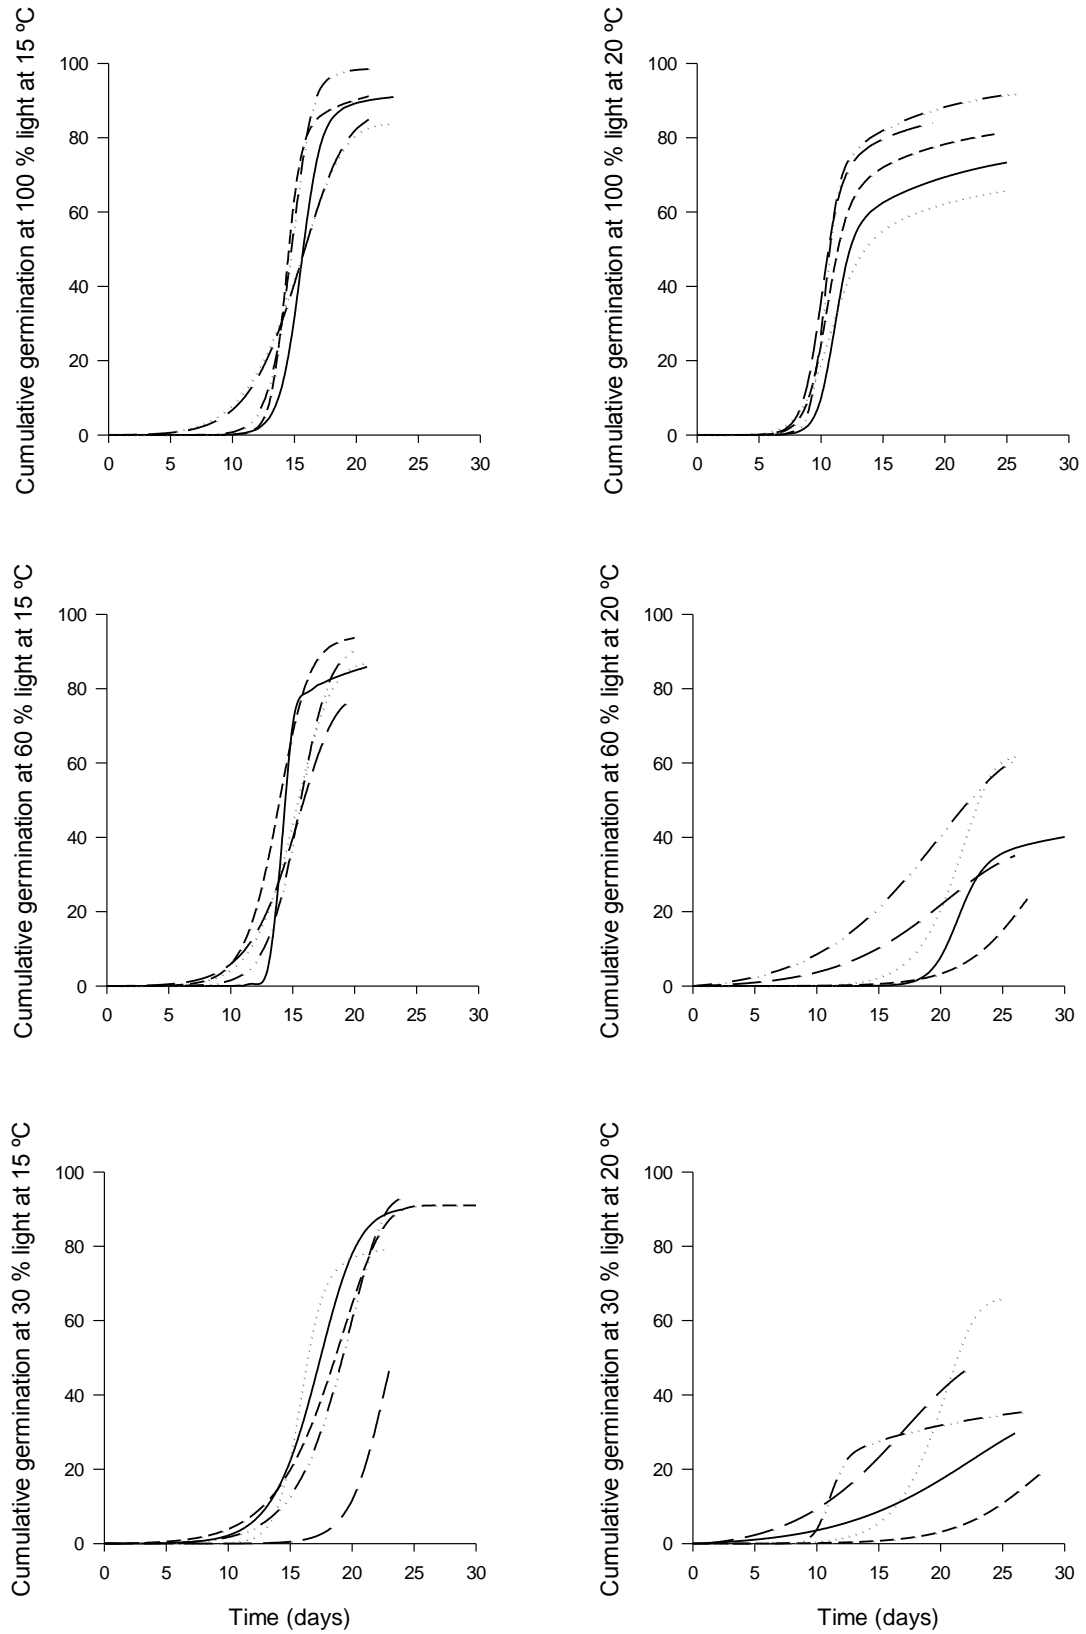 Cumulative germination at 100 % light at 15 ºC
100
80
60
40
20
0
0 5 10 15 20 25 30
Cumulative germination at 100 % light at 20 ºC
100
80
60
40
20
0
0 5 10 15 20 25 30
Cumulative germination at 60 % light at 15 ºC
100
80
60
40
20
0
0 5 10 15 20 25 30
Cumulative germination at 60 % light at 20 ºC
100
80
60
40
20
0
0 5 10 15 20 25 30
Cumulative germination at 30 % light at 15 ºC
100
80
60
40
20
0
0 5 10 15 20 25 30
Time (days)
Cumulative germination at 30 % light at 20 ºC
100
80
60
40
20
0
0 5 10 15 20 25 30
Time (days)